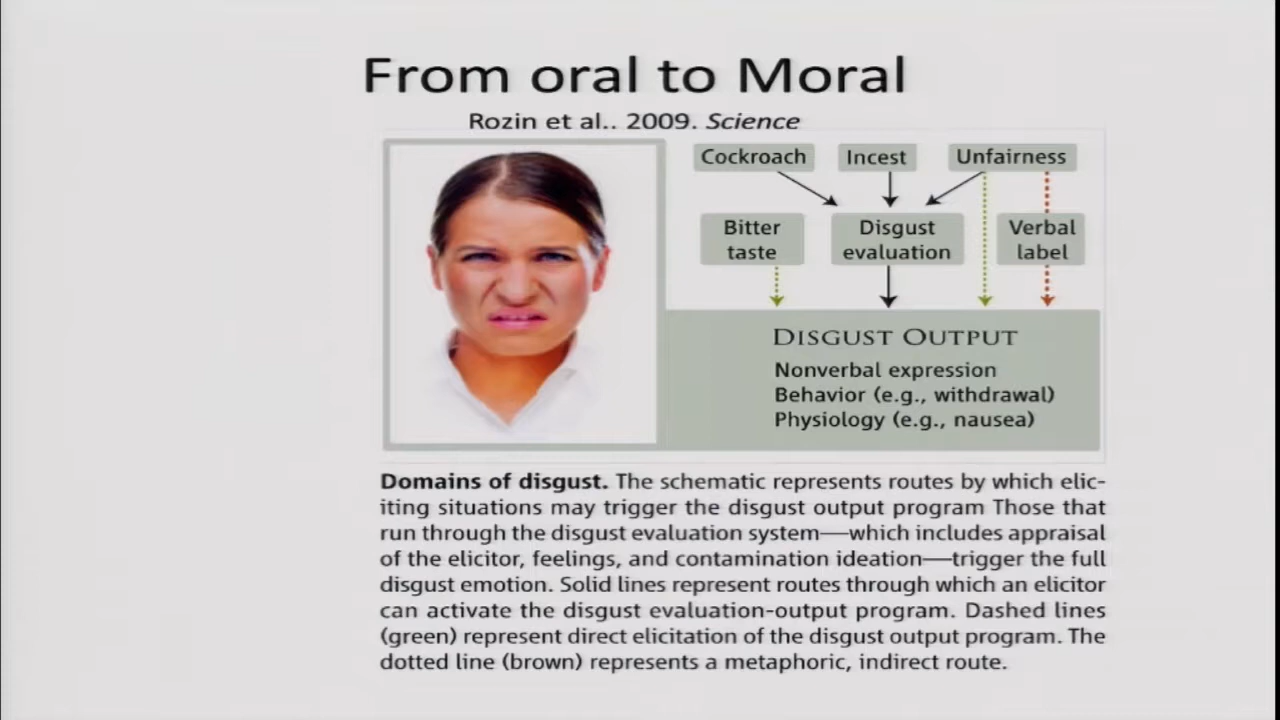 From oral to Moral
Rozin et al.. 2009. Science
Cockroach
Incest
Unfairness
Bitter
taste
Disgust
evaluation
Verbal
label
DISGUST OUTPUT
Nonverbal expression
Behavior (e.g., withdrawal)
Physiology (e.g., nausea)
Domains of disgust. The schematic represents routes by which elic-
iting situations may trigger the disgust output program Those that
run through the disgust evaluation system—which includes appraisal
of the elicitor, feelings, and contamination ideation—trigger the full
disgust emotion. Solid lines represent routes through which an elicitor
can activate the disgust evaluation-output program. Dashed lines
(green) represent direct elicitation of the disgust output program. The
dotted line (brown) represents a metaphoric, indirect route.